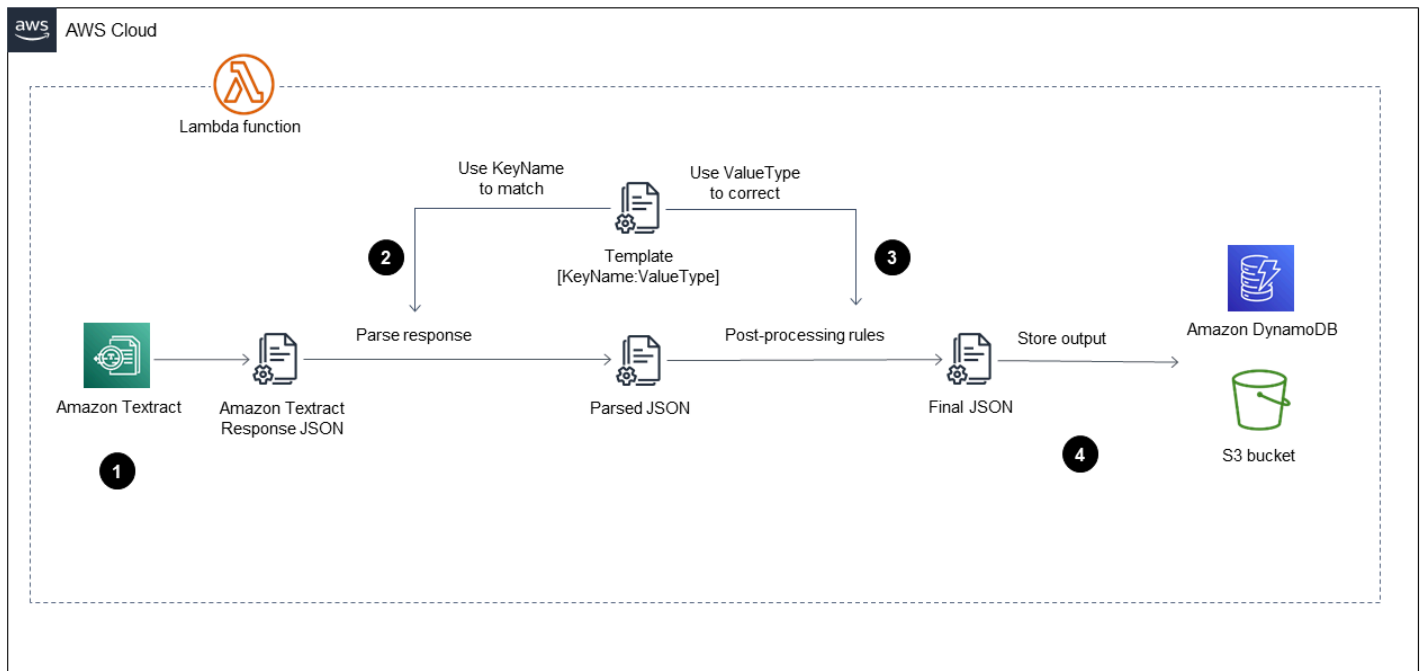 aws
AWS Cloud
Lambda function
Use KeyName
to match
Use ValueType
to correct
2
Template
[KeyName:ValueType]
3
Parse response
Post-processing rules
Store output
Amazon DynamoDB
Amazon Textract
Amazon Textract
Response JSON
Parsed JSON
Final JSON
1
4
S3 bucket